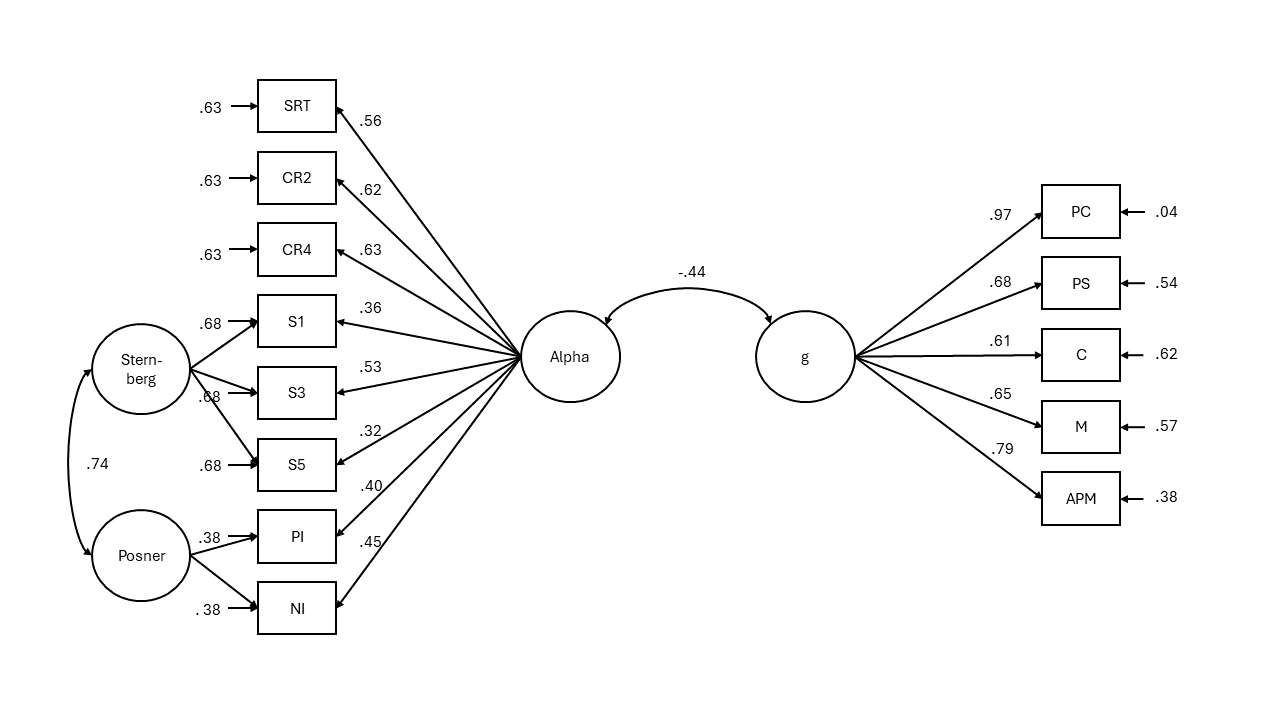 .63
SRT
.56
.63
CR2
.62
.63
CR4
.63
.68
S1
.36
.68
S3
.53
.68
S5
.32
.38
PI
.40
. 38
NI
.45
Stern-
berg
.74
Posner
Alpha
-.44
g
.97
PC
.04
.68
PS
.54
.61
C
.62
.65
M
.57
.79
APM
.38